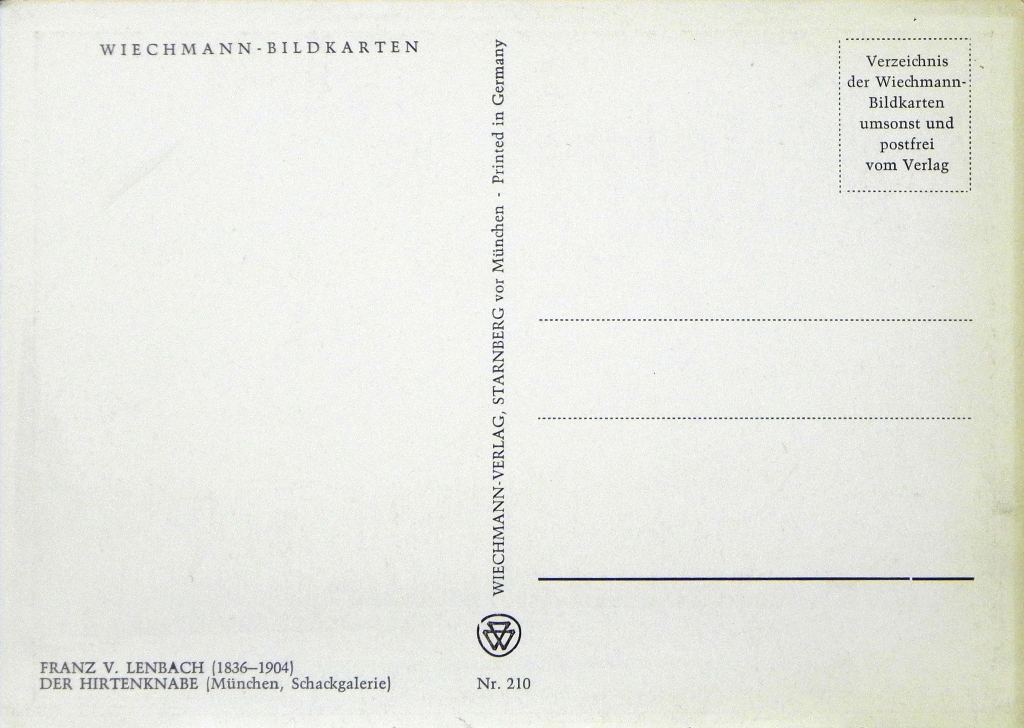 WIECHMANN-BILDKARTEN
WIECHMANN-VERLAG, STARNBERG vor München - Printed in Germany
Verzeichnis
der Wiechmann-
Bildkarten
umsonst und
postfrei
vom Verlag
FRANZ V. LENBACH (1836–1904)
DER HIRTENKNABE (München, Schackgalerie)
Nr. 210